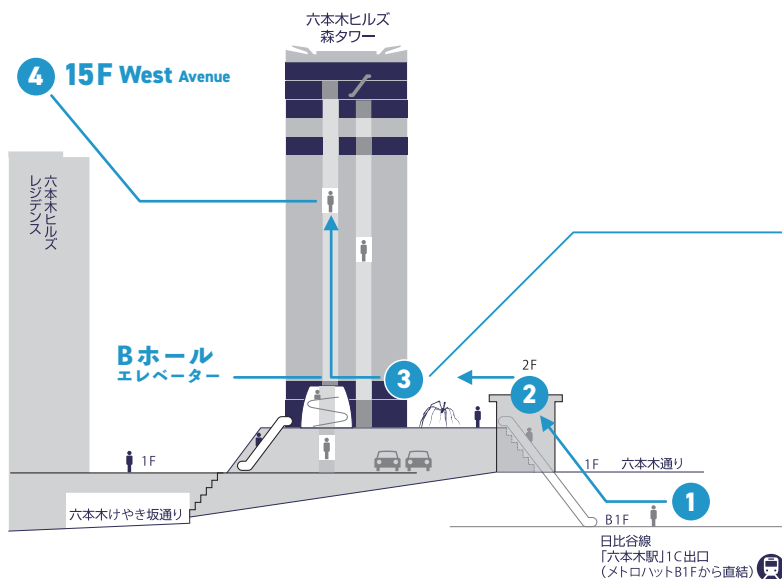 六本木ヒルズ
森タワー
4 15F West Avenue
六本木ヒルズ
レジデンス
Bホール
エレベーター
3
2F
2
1F
1F 六本木通り
1
六本木けやき坂通り
B1F
日比谷線
「六本木駅」1C出口
(メトロハットB1Fから直結)